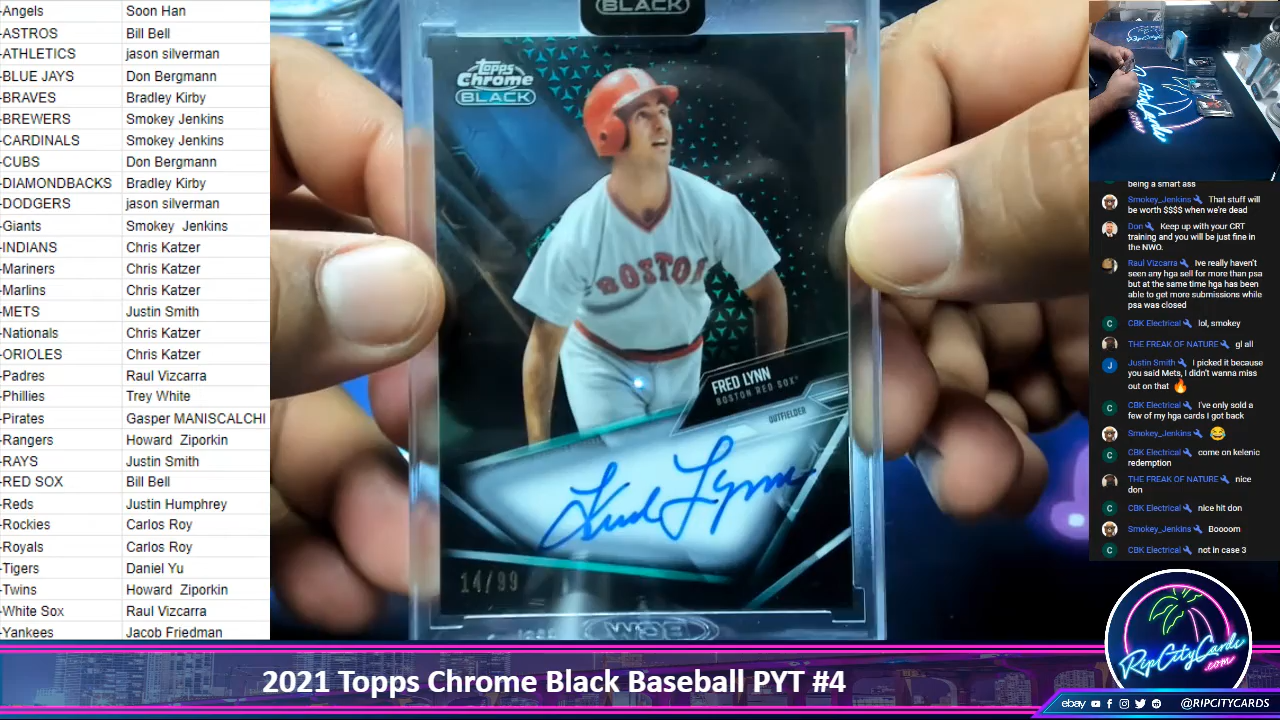 -Angels Soon Han
-ASTROS Bill Bell
-ATHLETICS jason silverman
-BLUE JAYS Don Bergmann
-BRAVES Bradley Kirby
-BREWERS Smokey Jenkins
-CARDINALS Smokey Jenkins
-CUBS Don Bergmann
-DIAMONDBACKS Bradley Kirby
-DODGERS jason silverman
-Giants Smokey Jenkins
-INDIANS Chris Katzer
-Mariners Chris Katzer
-Marlins Chris Katzer
-METS Justin Smith
-Nationals Chris Katzer
-ORIOLES Chris Katzer
-Padres Raul Vizcarra
-Phillies Trey White
-Pirates Gasper MANISCALCHI
-Rangers Howard Ziporkin
-RAYS Justin Smith
-RED SOX Bill Bell
-Reds Justin Humphrey
-Rockies Carlos Roy
-Royals Carlos Roy
-Tigers Daniel Yu
-Twins Howard Ziporkin
-White Sox Raul Vizcarra
-Yankees Jacob Friedman
BLACK
Topps
Chrome
BLACK
BOSTON
FRED LYNN
BOSTON RED SOX
OUTFIELDER
Fred Lynn
14/99
being a smart ass
Smokey_Jenkins That stuff will
be worth $$$$ when we're dead
Don Keep up with your CRT
training and you will be just fine in
the NWO.
Raul Vizcarra Ive really haven't
seen any hga sell for more than psa
but at the same time hga has been
able to get more submissions while
psa was closed
CBK Electrical lol, smokey
THE FREAK OF NATURE gl all
Justin Smith I picked it because
you said Mets, I didn't wanna miss
out on that 🔥
CBK Electrical I've only sold a
few of my hga cards I got back
Smokey_Jenkins 😂
CBK Electrical come on kelenic
redemption
THE FREAK OF NATURE nice
don
CBK Electrical nice hit don
Smokey_Jenkins Boooom
CBK Electrical not in case 3
RipCityCards
.com
2021 Topps Chrome Black Baseball PYT #4
ebay @RIPCITYCARDS